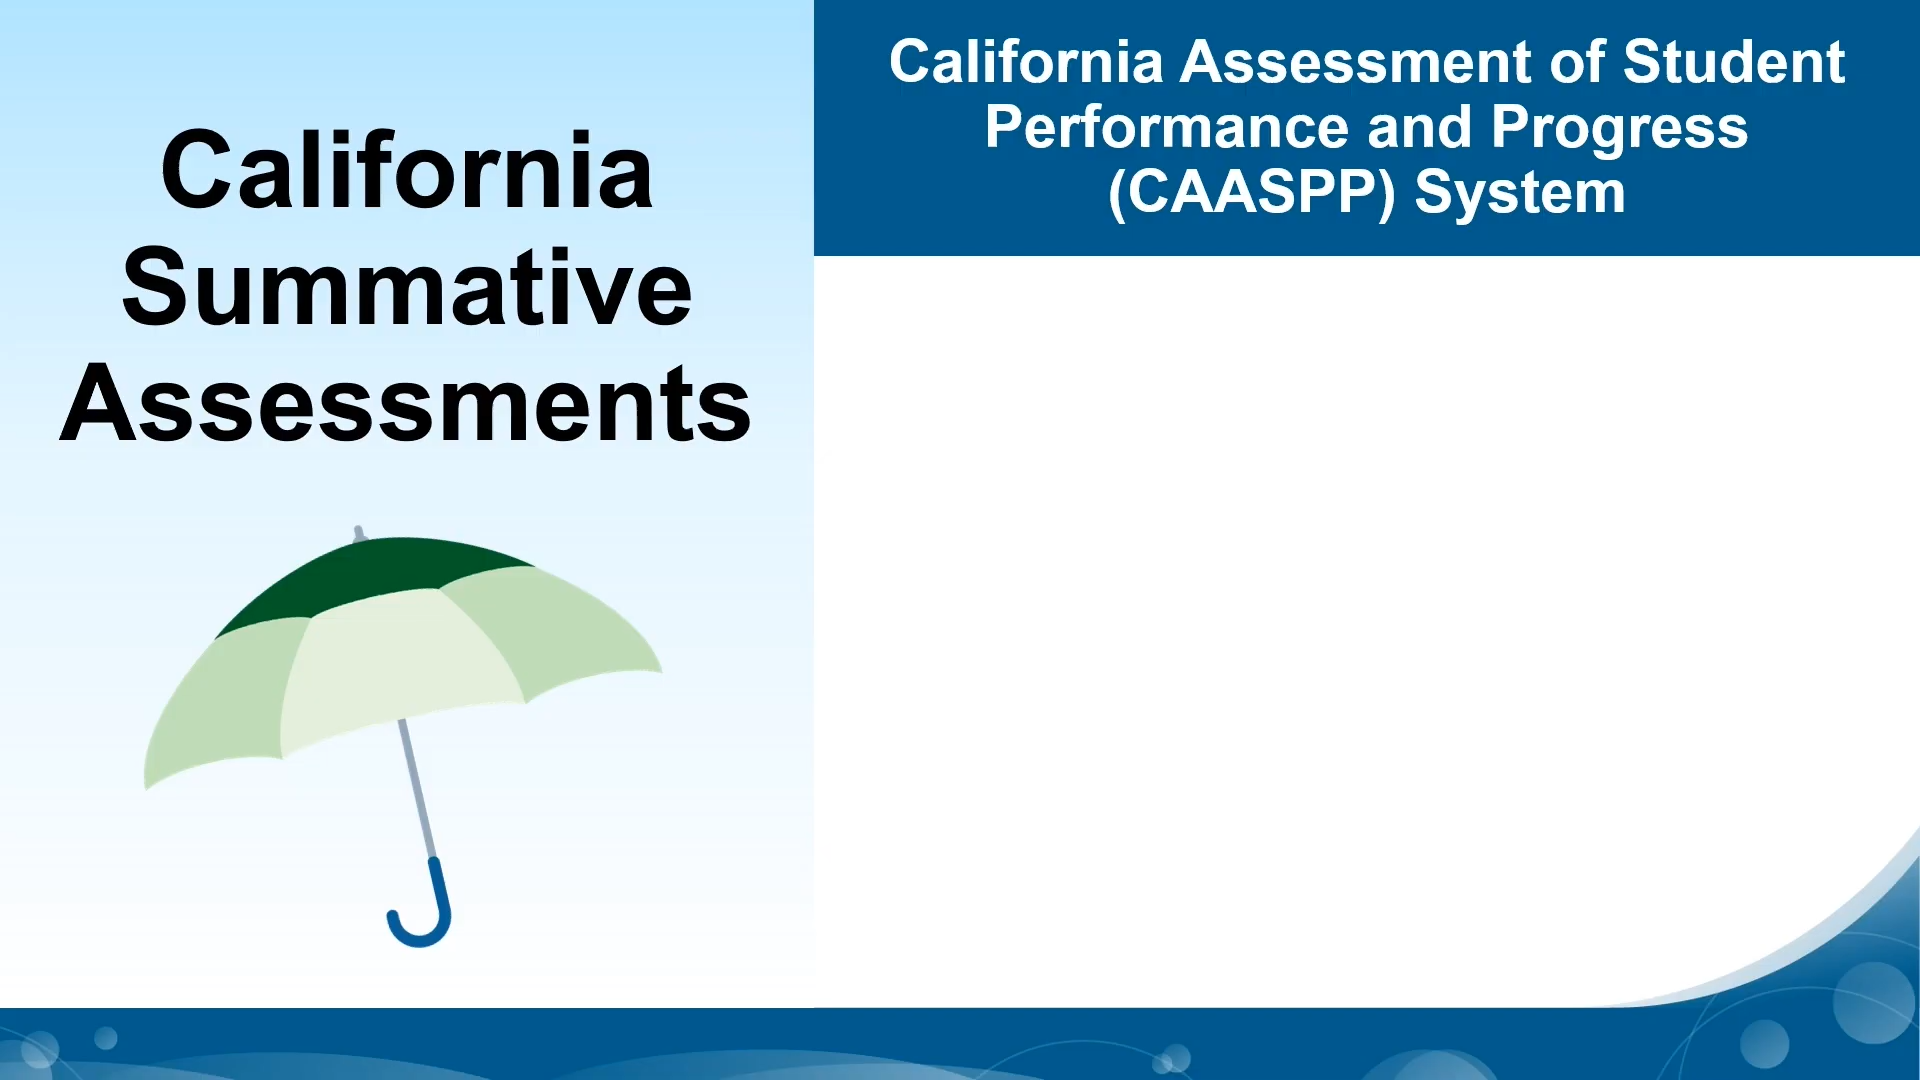 California
Summative
Assessments
California Assessment of Student
Performance and Progress
(CAASPP) System